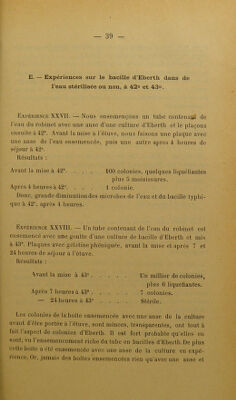 — 39 —
E. — Expériences sur le bacille d'Eberth dans de
l'eau stérilisée ou non, à 42° et 43°.
Expérience XXVII. — Nous ensemençons un tube contenant de
l'eau du robinet avec une anse d'une culture d'Eberth et le plaçons
ensuite à 42°. Avant la mise à l'étuve, nous faisons une plaque avec
une anse de l'eau ensemencée, puis une autre après 4 heures de
séjour à 42°.
Résultats :
Avant la mise à 42° . . . . . 100 colonies, quelques liquéfiantes
plus 5 moisissures.
Après 4 heures à 42° . . . . 1 colonie.
Donc, grande diminution des microbes de l'eau et du bacille typhi-
que à 42°, après 4 heures.
Expérience XXVIII. — Un tube contenant de l'eau du robinet est
ensemencé avec une goutte d'une culture de bacille d'Eberth et mis
à 43°. Plaques avec gélatine phéniquée, avant la mise et après 7 et
24 heures de séjour à l'étuve.
Résultats :
Avant la mise à 43° . . . . . Un millier de colonies,
plus 6 liquéfiantes.
Après 7 heures à 43° . . . . . 7 colonies.
— 24 heures à 43° . . . . . Stérile.
Les colonies de la boîte ensemencée avec une anse de la culture
avant d'être portée à l'étuve, sont minces, transparentes, ont tout à
fait l'aspect de colonies d'Eberth. Il est fort probable qu'elles en
sont, vu l'ensemencement riche du tube en bacilles d'Eberth. De plus
cette boîte a été ensemencée avec une anse de la culture en expé-
rience. Or, jamais des boîtes ensemencées rien qu'avec une anse et